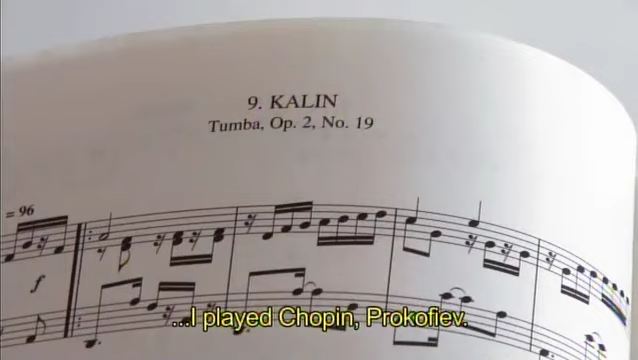 9. KALIN
Tumba, Op. 2, No. 19
= 96
f
...I played Chopin, Prokofiev.